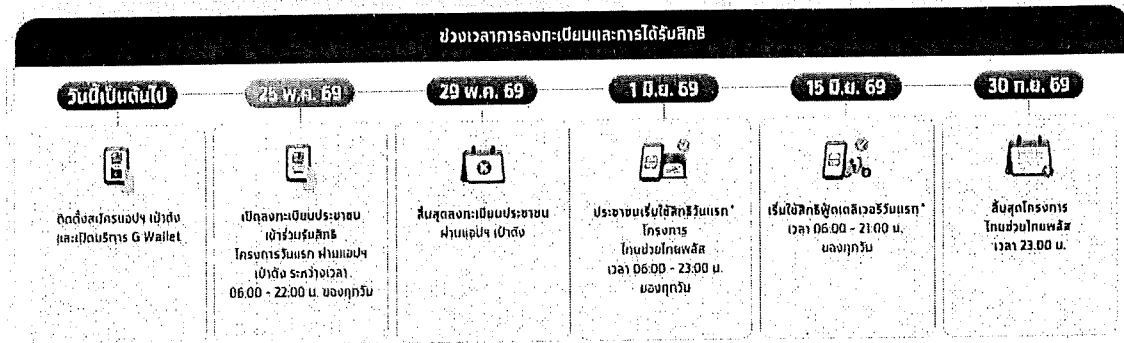 ช่วงเวลาการลงทะเบียนและการได้รับสิทธิ
วันนี้เป็นต้นไป
25 พ.ค. 69
29 พ.ค. 69
1 มิ.ย. 69
15 มิ.ย. 69
30 ก.ย. 69
ติดตั้งสมัครแอปฯ เป๋าตัง
และเปิดบริการ G Wallet
เปิดลงทะเบียนประชาชน
เข้าร่วมรับสิทธิ
โครงการวันแรก ผ่านแอปฯ
เป๋าตัง ระหว่างเวลา
06:00 - 22:00 น. ของทุกวัน
สิ้นสุดลงทะเบียนประชาชน
ผ่านแอปฯ เป๋าตัง
ประชาชนเริ่มใช้สิทธิวันแรก*
โครงการ
ไทยช่วยไทยพลัส
เวลา 06:00 - 23:00 น.
ของทุกวัน
เริ่มใช้สิทธิฟู้ดเดลิเวอรีวันแรก*
เวลา 06:00 - 21:00 น.
ของทุกวัน
สิ้นสุดโครงการ
ไทยช่วยไทยพลัส
เวลา 23.00 น.